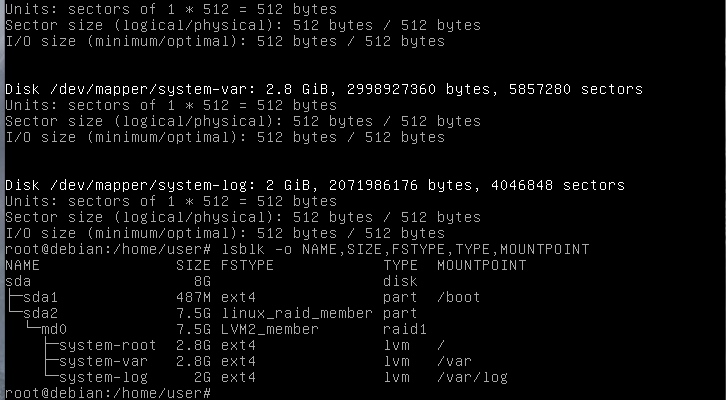 Units: sectors of 1 * 512 = 512 bytes
Sector size (logical/physical): 512 bytes / 512 bytes
I/O size (minimum/optimal): 512 bytes / 512 bytes
Disk /dev/mapper/system-var: 2.8 GiB, 2998927360 bytes, 5857280 sectors
Units: sectors of 1 * 512 = 512 bytes
Sector size (logical/physical): 512 bytes / 512 bytes
I/O size (minimum/optimal): 512 bytes / 512 bytes
Disk /dev/mapper/system-log: 2 GiB, 2071986176 bytes, 4046848 sectors
Units: sectors of 1 * 512 = 512 bytes
Sector size (logical/physical): 512 bytes / 512 bytes
I/O size (minimum/optimal): 512 bytes / 512 bytes
root@debian:/home/user# lsblk -o NAME,SIZE,FSTYPE,TYPE,MOUNTPOINT
NAME                SIZE FSTYPE            TYPE  MOUNTPOINT
sda                   8G                   disk
├─sda1              487M ext4              part  /boot
└─sda2              7.5G linux_raid_member part
  └─md0             7.5G LVM2_member       raid1
    ├─system-root   2.8G ext4              lvm   /
    ├─system-var    2.8G ext4              lvm   /var
    └─system-log      2G ext4              lvm   /var/log
root@debian:/home/user#